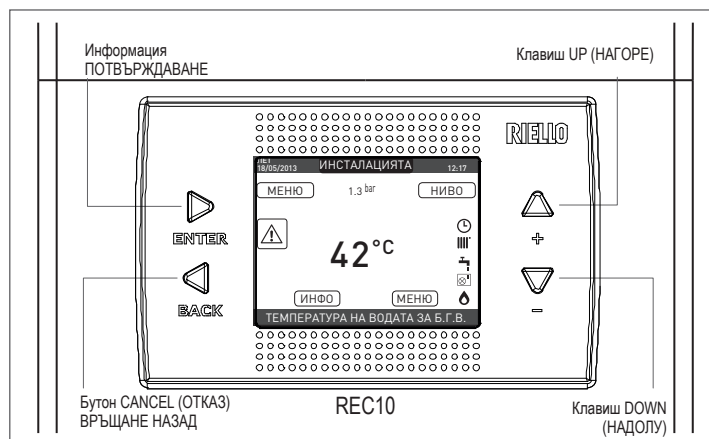 Информация
ПОТВЪРЖДАВАНЕ
Клавиш UP (НАГОРЕ)
RIELLO
ПЕТ
18/05/2013
ИНСТАЛАЦИЯТА
12:17
МЕНЮ
1.3 bar
НИВО
ENTER
42°C
+
BACK
-
ИНФО
МЕНЮ
ТЕМПЕРАТУРА НА ВОДАТА ЗА Б.Г.В.
Бутон CANCEL (ОТКАЗ)
ВРЪЩАНЕ НАЗАД
REC10
Клавиш DOWN
(НАДОЛУ)